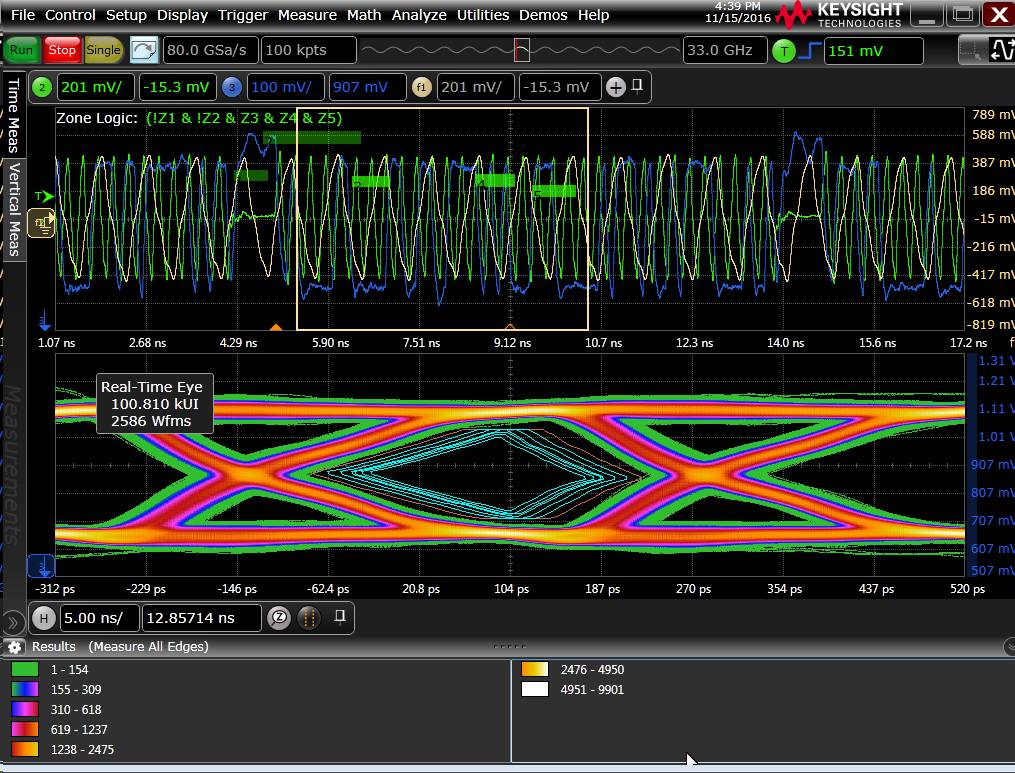 File Control Setup Display Trigger Measure Math Analyze Utilities Demos Help
4:39 PM
11/15/2016
KEYSIGHT
TECHNOLOGIES
Run Stop Single 80.0 GSa/s 100 kpts 33.0 GHz T 151 mV
2 201 mV/ -15.3 mV 3 100 mV/ 907 mV f1 201 mV/ -15.3 mV
Time Meas
Vertical Meas
Measurements
Zone Logic: (!Z1 & !Z2 & Z3 & Z4 & Z5)
789 mV
588 mV
387 mV
186 mV
-15 mV
-216 mV
-417 mV
-618 mV
-819 mV
T
1.07 ns 2.68 ns 4.29 ns 5.90 ns 7.51 ns 9.12 ns 10.7 ns 12.3 ns 14.0 ns 15.6 ns 17.2 ns
Real-Time Eye
100.810 kUI
2586 Wfms
1.31 V
1.21 V
1.11 V
1.01 V
907 mV
807 mV
707 mV
607 mV
507 mV
-312 ps -229 ps -146 ps -62.4 ps 20.8 ps 104 ps 187 ps 270 ps 354 ps 437 ps 520 ps
H 5.00 ns/ 12.85714 ns
Results (Measure All Edges)
1 - 154
155 - 309
310 - 618
619 - 1237
1238 - 2475
2476 - 4950
4951 - 9901